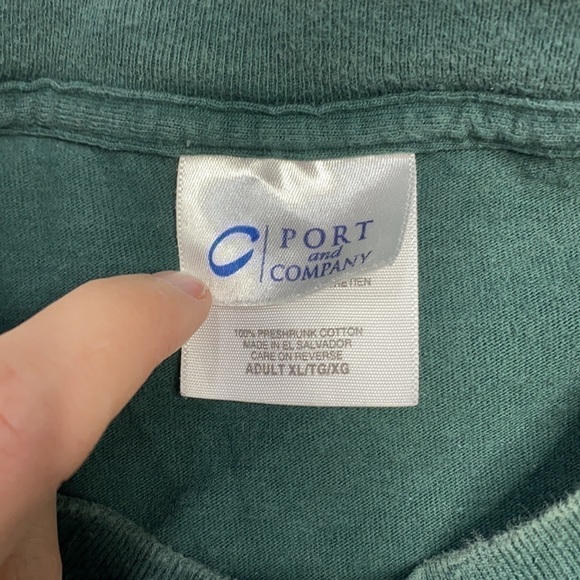 PORT
and
COMPANY
100% PRESHRUNK COTTON
MADE IN EL SALVADOR
CARE ON REVERSE
ADULT XL/TG/XG